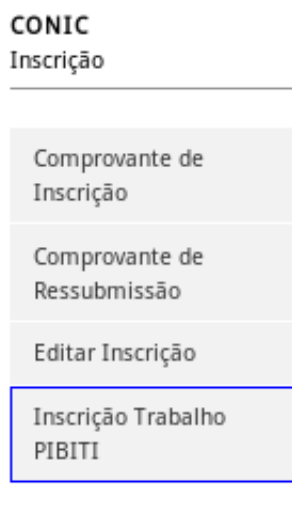 CONIC
Inscrição
Comprovante de
Inscrição
Comprovante de
Ressubmissão
Editar Inscrição
Inscrição Trabalho
PIBITI